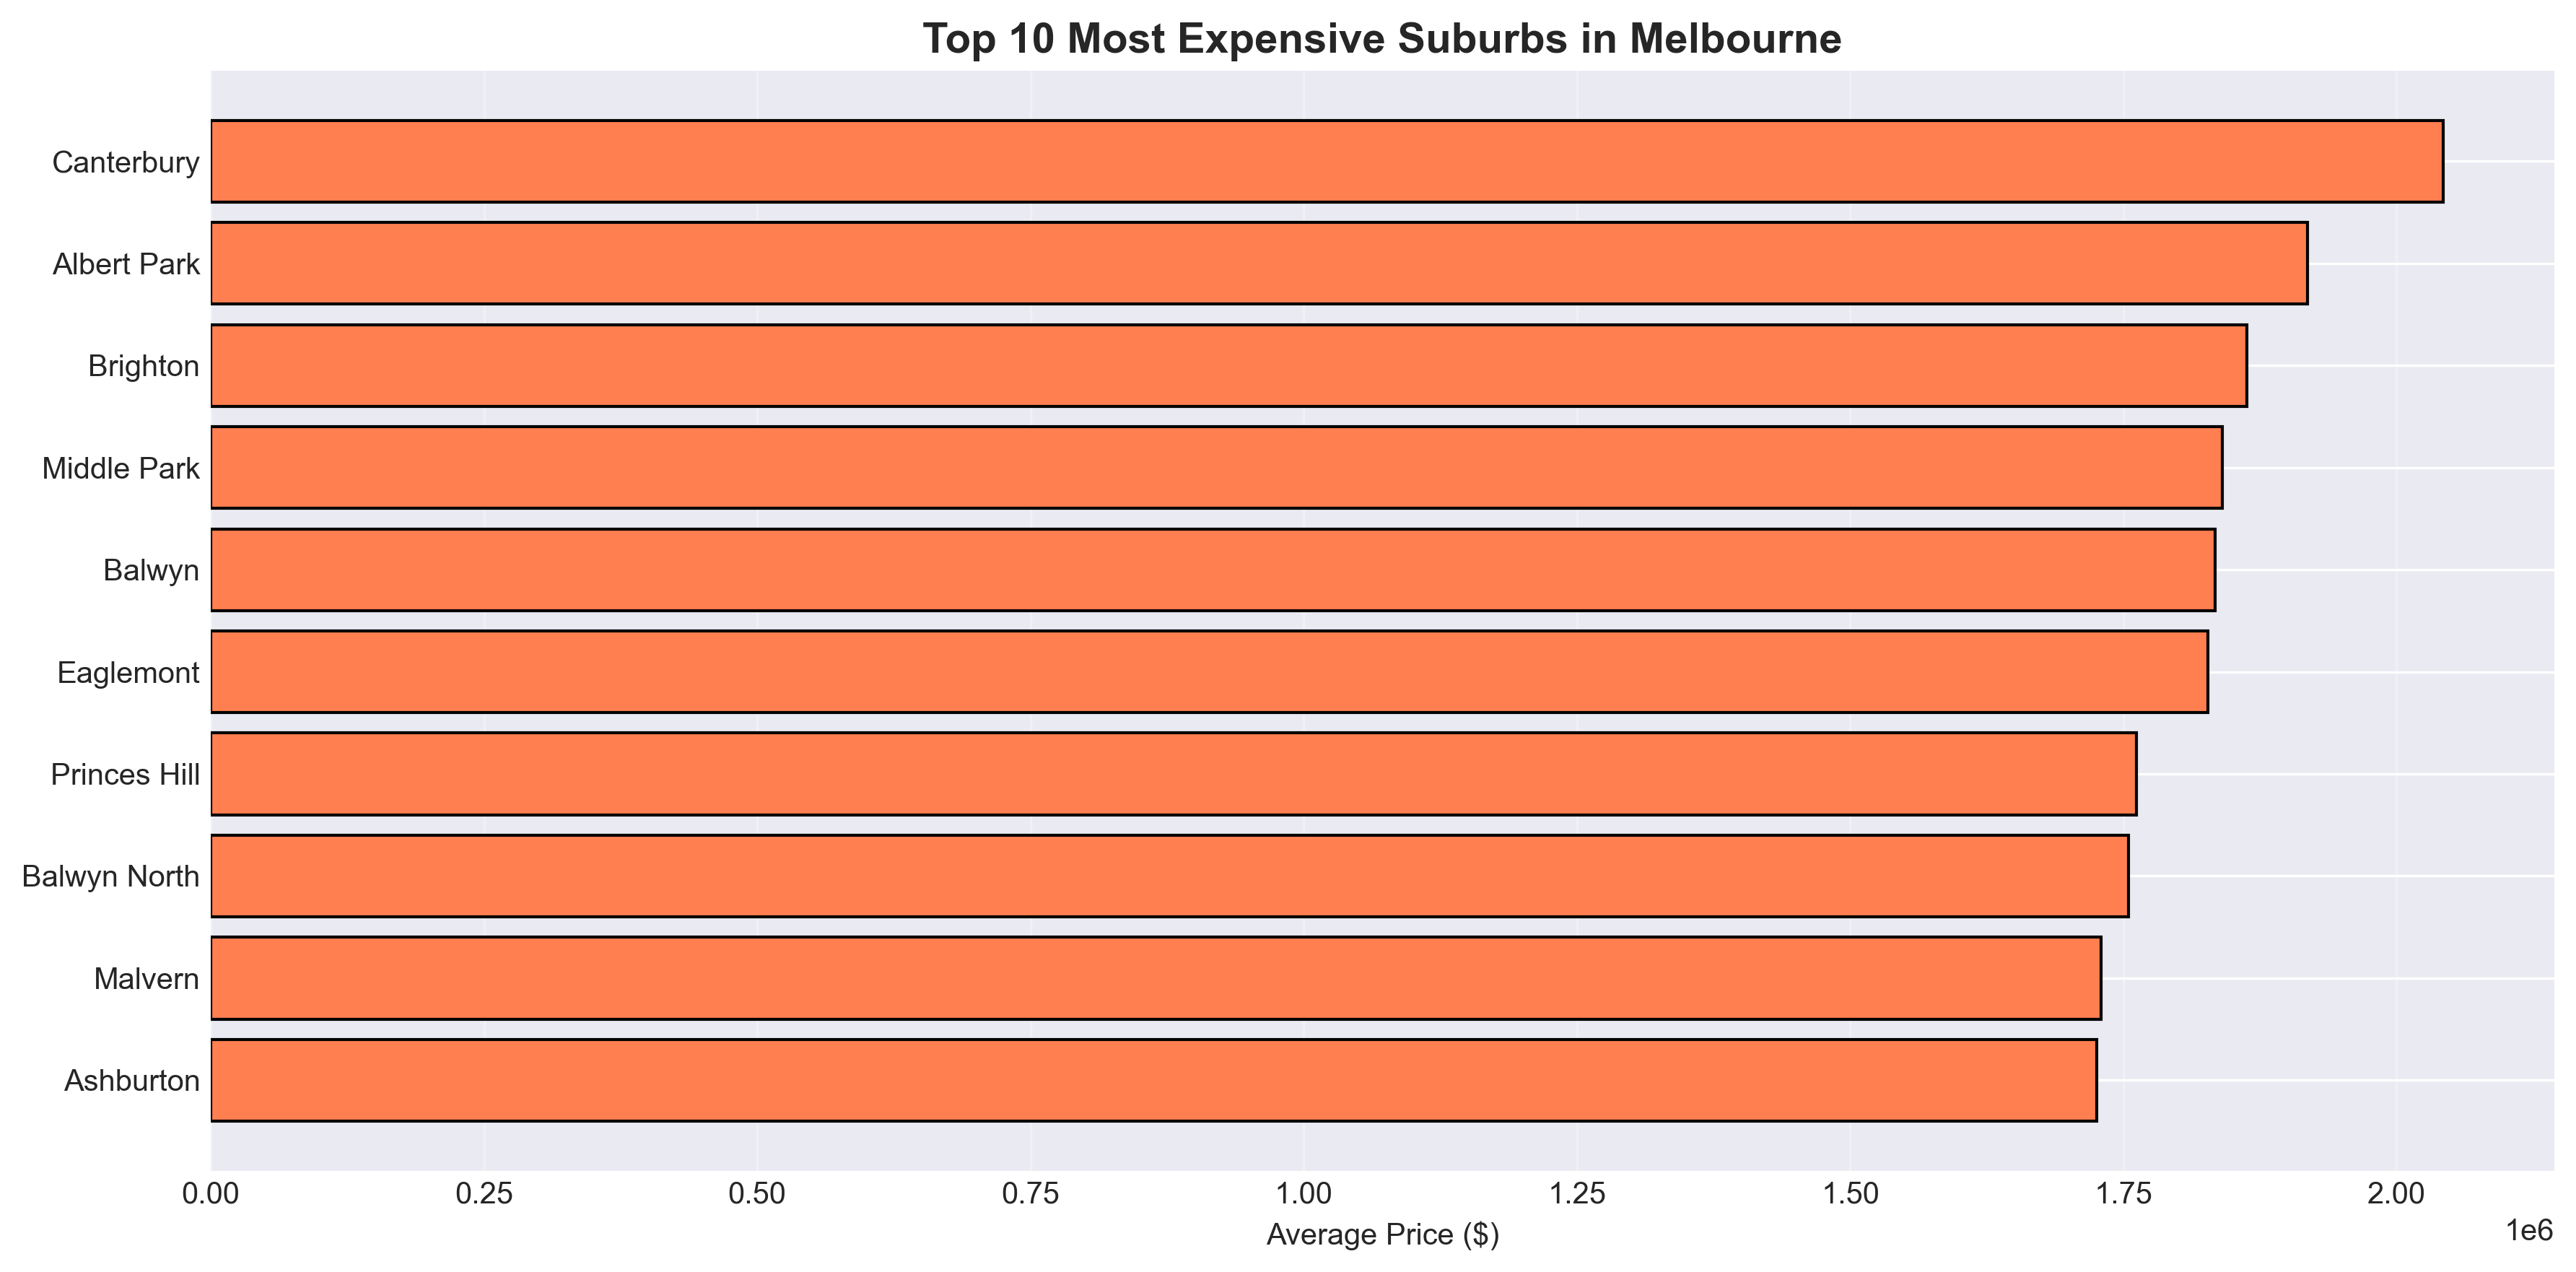 Top 10 Most Expensive Suburbs in Melbourne
Canterbury
Albert Park
Brighton
Middle Park
Balwyn
Eaglemont
Princes Hill
Balwyn North
Malvern
Ashburton
0.00 0.25 0.50 0.75 1.00 1.25 1.50 1.75 2.00
1e6
Average Price ($)